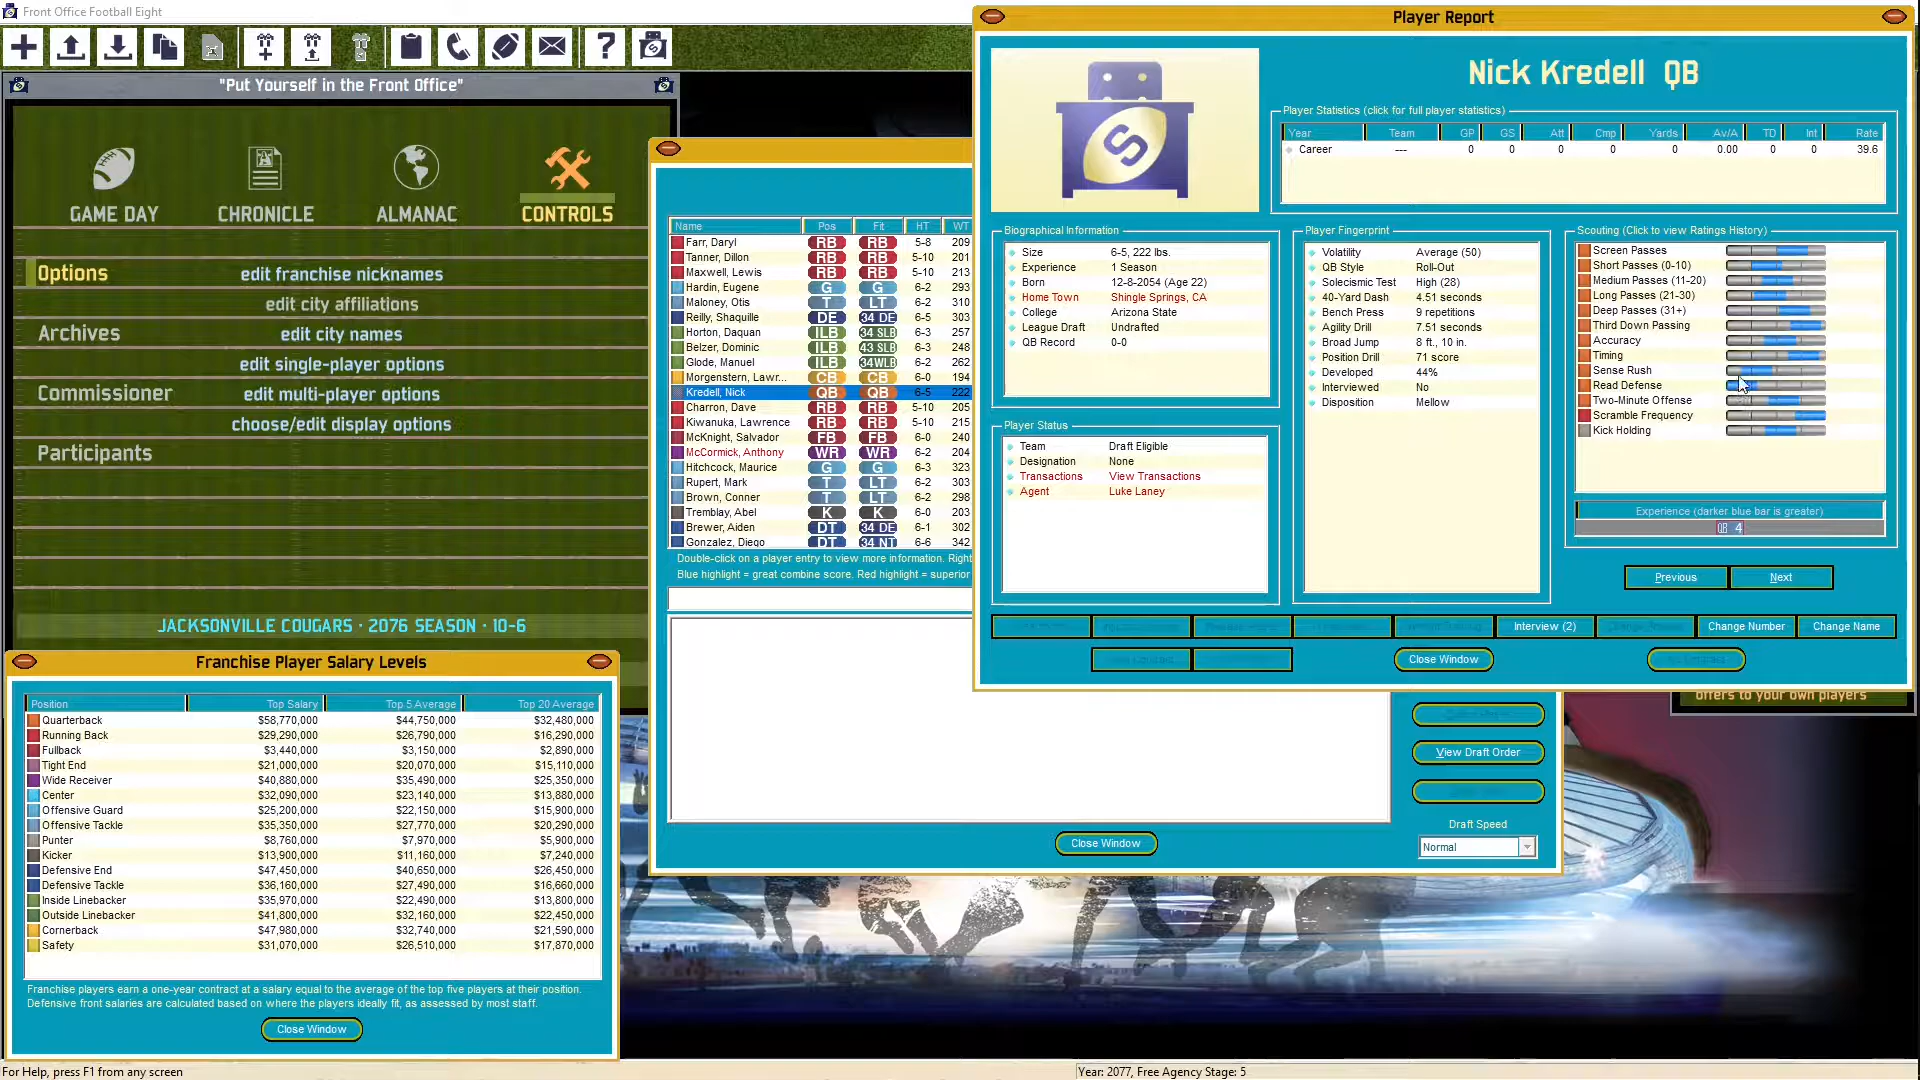 Front Office Football Eight
"Put Yourself in the Front Office"
GAME DAY
CHRONICLE
ALMANAC
CONTROLS
Options
Archives
Commissioner
Participants
edit franchise nicknames
edit city affiliations
edit city names
edit single-player options
edit multi-player options
choose/edit display options
JACKSONVILLE COUGARS · 2076 SEASON · 10-6
Franchise Player Salary Levels
Position Top Salary Top 5 Average Top 20 Average
Quarterback $58,770,000 $44,750,000 $32,480,000
Running Back $29,290,000 $26,790,000 $16,290,000
Fullback $3,440,000 $3,150,000 $2,890,000
Tight End $21,000,000 $20,070,000 $15,110,000
Wide Receiver $40,880,000 $35,490,000 $25,350,000
Center $32,090,000 $23,140,000 $13,880,000
Offensive Guard $25,200,000 $22,150,000 $15,900,000
Offensive Tackle $35,350,000 $27,770,000 $20,290,000
Punter $8,760,000 $7,970,000 $5,900,000
Kicker $13,900,000 $11,160,000 $7,240,000
Defensive End $47,450,000 $40,650,000 $26,450,000
Defensive Tackle $36,160,000 $27,490,000 $16,660,000
Inside Linebacker $35,970,000 $22,490,000 $13,800,000
Outside Linebacker $41,800,000 $32,160,000 $22,450,000
Cornerback $47,980,000 $32,740,000 $21,590,000
Safety $31,070,000 $26,510,000 $17,870,000
Franchise players earn a one-year contract at a salary equal to the average of the top five players at their position.
Defensive front salaries are calculated based on where the players ideally fit, as assessed by most staff.
Close Window
Name Pos Fit HT WT
Farr, Daryl RB RB 5-8 209
Tanner, Dillon RB RB 5-10 201
Maxwell, Lewis RB RB 5-10 213
Hardin, Eugene G G 6-2 293
Maloney, Otis T LT 6-2 310
Reilly, Shaquille DE 34 DE 6-5 303
Horton, Daquan ILB 34 SLB 6-3 257
Belzer, Dominic ILB 43 SLB 6-3 248
Glode, Manuel ILB 34WLB 6-2 262
Morgenstern, Lawr... CB CB 6-0 194
Kredell, Nick QB QB 6-5 222
Charron, Dave RB RB 5-10 205
Kiwanuka, Lawrence RB RB 5-10 215
McKnight, Salvador FB FB 6-0 240
McCormick, Anthony WR WR 6-2 204
Hitchcock, Maurice G G 6-3 323
Rupert, Mark T LT 6-2 310
Brown, Conner T LT 6-2 298
Tremblay, Abel K K 6-0 203
Brewer, Aiden DT 34 DE 6-1 302
Gonzalez, Diego DT 34 NT 6-6 342
Double-click on a player entry to view more information. Right
Blue highlight = great combine score. Red highlight = superior
Close Window
View Draft Order
Draft Speed
Normal
offers to your own players
Player Report
Nick Kredell QB
Player Statistics (click for full player statistics)
Year Team GP GS Att Cmp Yards Av/A TD Int Rate
Career --- 0 0 0 0 0 0.00 0 0 39.6
Biographical Information
Size 6-5, 222 lbs.
Experience 1 Season
Born 12-8-2054 (Age 22)
Home Town Shingle Springs, CA
College Arizona State
League Draft Undrafted
QB Record 0-0
Player Status
Team Draft Eligible
Designation None
Transactions View Transactions
Agent Luke Laney
Player Fingerprint
Volatility Average (50)
QB Style Roll-Out
Solecismic Test High (28)
40-Yard Dash 4.51 seconds
Bench Press 9 repetitions
Agility Drill 7.51 seconds
Broad Jump 8 ft., 10 in.
Position Drill 71 score
Developed 44%
Interviewed No
Disposition Mellow
Scouting (Click to view Ratings History)
Screen Passes
Short Passes (0-10)
Medium Passes (11-20)
Long Passes (21-30)
Deep Passes (31+)
Third Down Passing
Accuracy
Timing
Sense Rush
Read Defense
Two-Minute Offense
Scramble Frequency
Kick Holding
Experience (darker blue bar is greater)
QB 4
Previous
Next
Interview (2)
Change Number
Change Name
Close Window
For Help, press F1 from any screen
Year: 2077, Free Agency Stage: 5